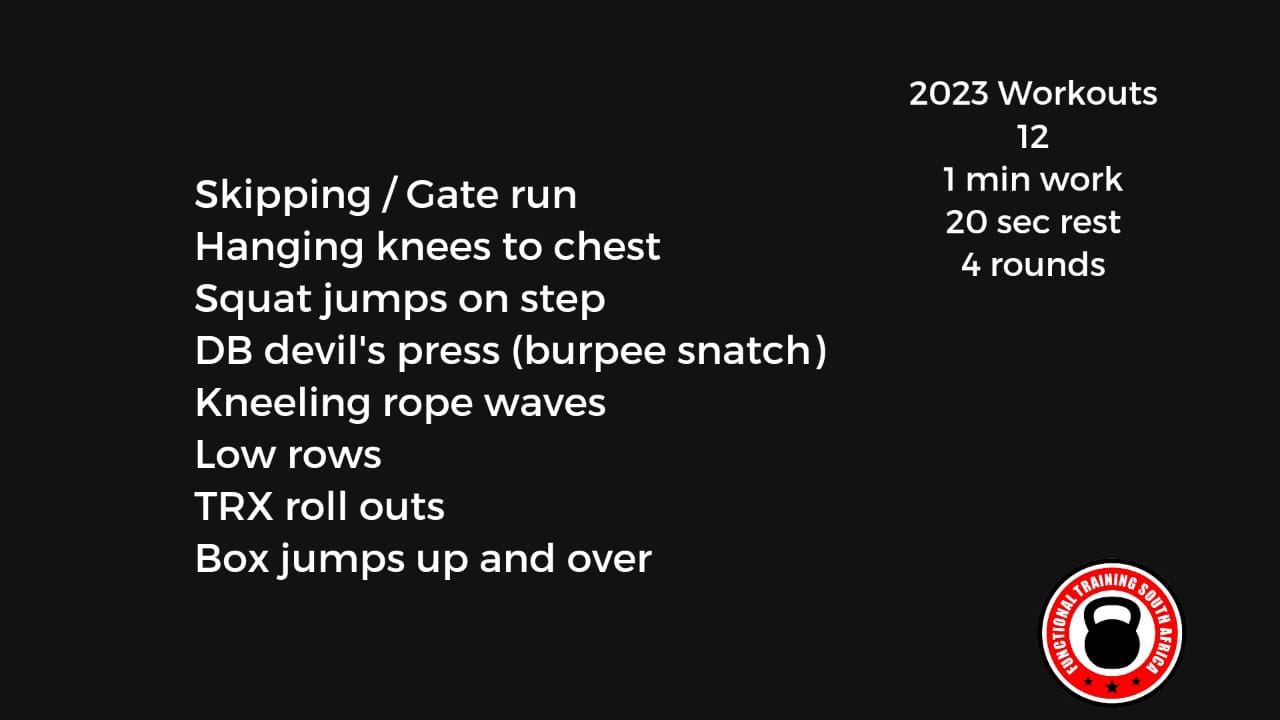 2023 Workouts
12
1 min work
20 sec rest
4 rounds
Skipping / Gate run
Hanging knees to chest
Squat jumps on step
DB devil's press (burpee snatch)
Kneeling rope waves
Low rows
TRX roll outs
Box jumps up and over
FUNCTIONAL TRAINING SOUTH AFRICA